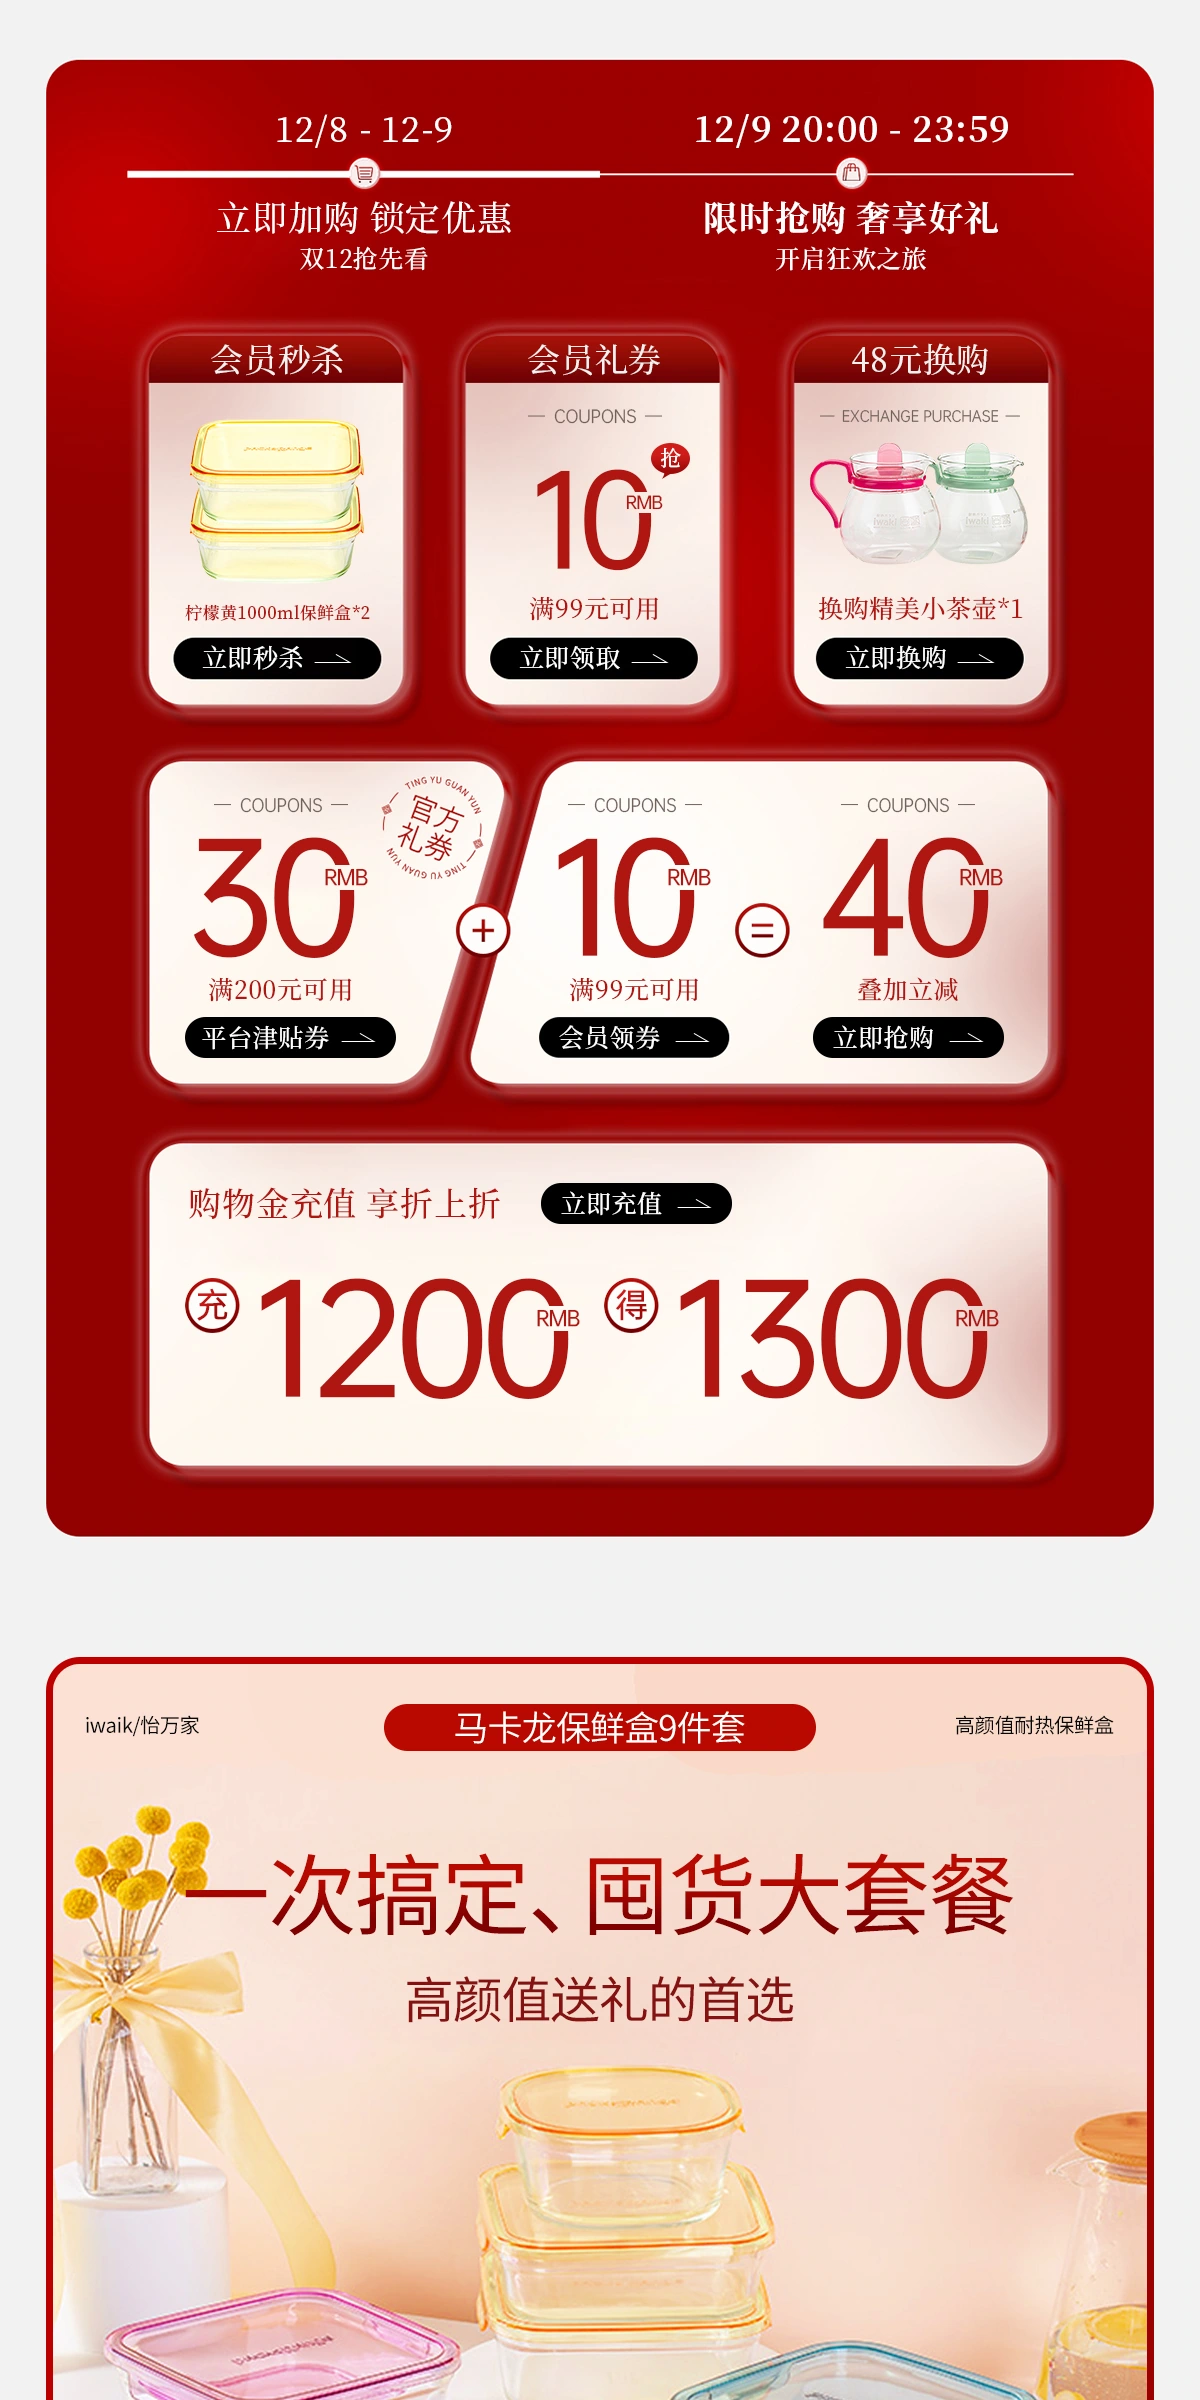 12/8 - 12-9
立即加购 锁定优惠
双12抢先看
12/9 20:00 - 23:59
限时抢购 奢享好礼
开启狂欢之旅
会员秒杀
柠檬黄1000ml保鲜盒*2
立即秒杀
会员礼券
COUPONS
抢
10
RMB
满99元可用
立即领取
48元换购
EXCHANGE PURCHASE
iwaki
iwaki
换购精美小茶壶*1
立即换购
COUPONS
30
RMB
满200元可用
平台津贴券
TING YU GUAN YUN
官方
礼券
TING YU GUAN YUN
+
COUPONS
10
RMB
满99元可用
会员领券
=
COUPONS
40
RMB
叠加立减
立即抢购
购物金充值 享折上折
立即充值
充
1200
RMB
得
1300
RMB
iwaik/怡万家
马卡龙保鲜盒9件套
高颜值耐热保鲜盒
一次搞定、囤货大套餐
高颜值送礼的首选